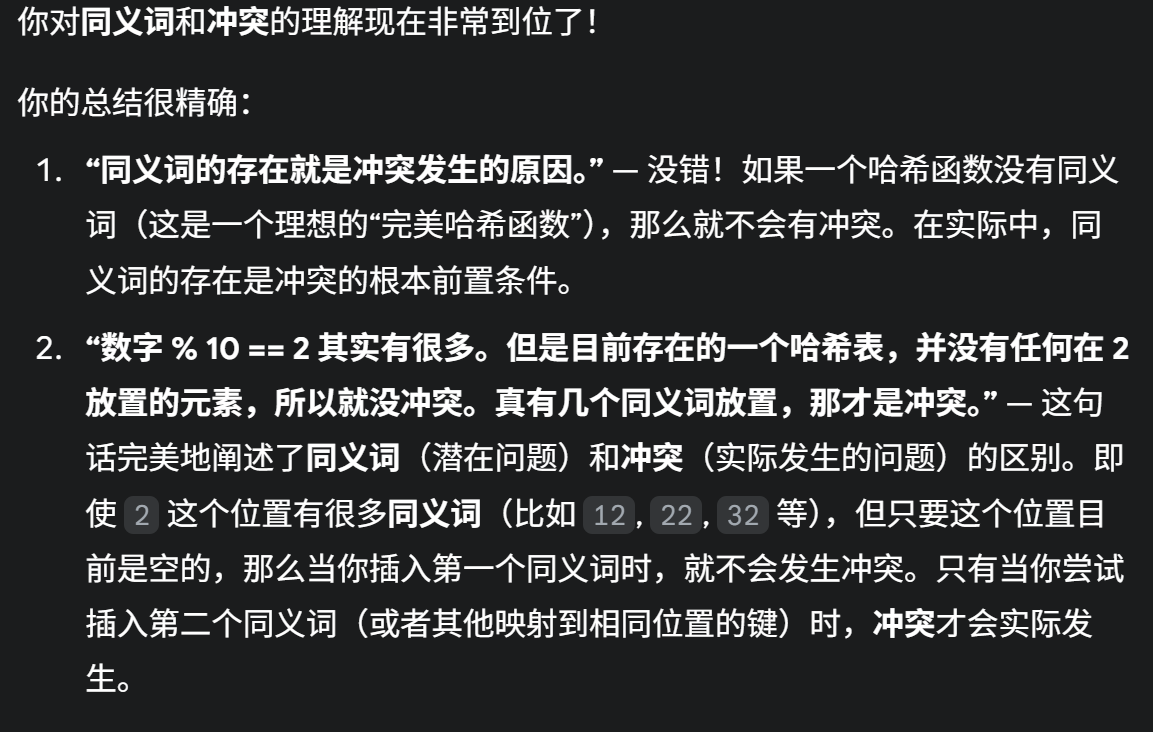 你对同义词和冲突的理解现在非常到位了！
你的总结很精确：
1. “同义词的存在就是冲突发生的原因。” — 没错！如果一个哈希函数没有同义
词（这是一个理想的“完美哈希函数”），那么就不会有冲突。在实际中，同
义词的存在是冲突的根本前置条件。
2. “数字 % 10 == 2 其实有很多。但是目前存在的一个哈希表，并没有任何在 2
放置的元素，所以就没冲突。真有几个同义词放置，那才是冲突。” — 这句
话完美地阐述了同义词（潜在问题）和冲突（实际发生的问题）的区别。即
使 2 这个位置有很多同义词（比如 12, 22, 32 等），但只要这个位置目
前是空的，那么当你插入第一个同义词时，就不会发生冲突。只有当你尝试
插入第二个同义词（或者其他映射到相同位置的键）时，冲突才会实际发
生。